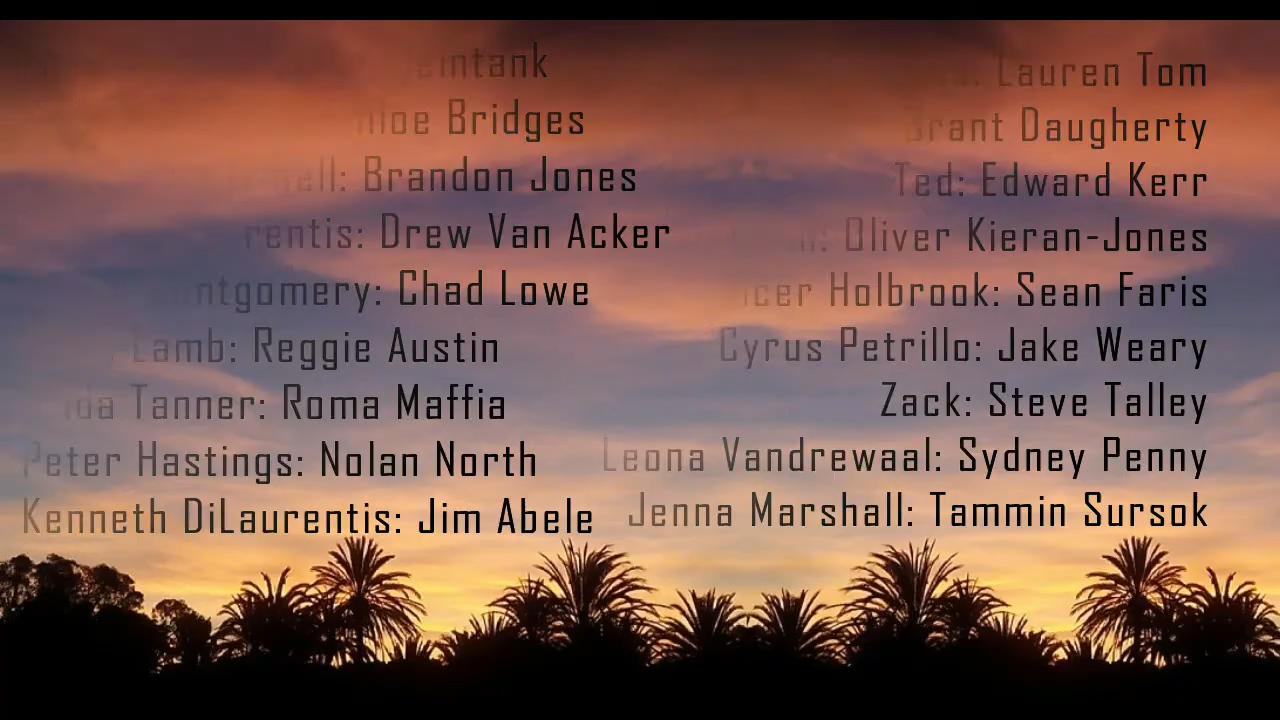 Bridges
Brandon Jones
Drew Van Acker
Chad Lowe
Lamb: Reggie Austin
Tanner: Roma Maffia
Peter Hastings: Nolan North
Kenneth DiLaurentis: Jim Abele
Lauren Tom
Brant Daugherty
Ted: Edward Kerr
Oliver Kieran-Jones
Holbrook: Sean Faris
Cyrus Petrillo: Jake Weary
Zack: Steve Talley
Leona Vandrewaal: Sydney Penny
Jenna Marshall: Tammin Sursok